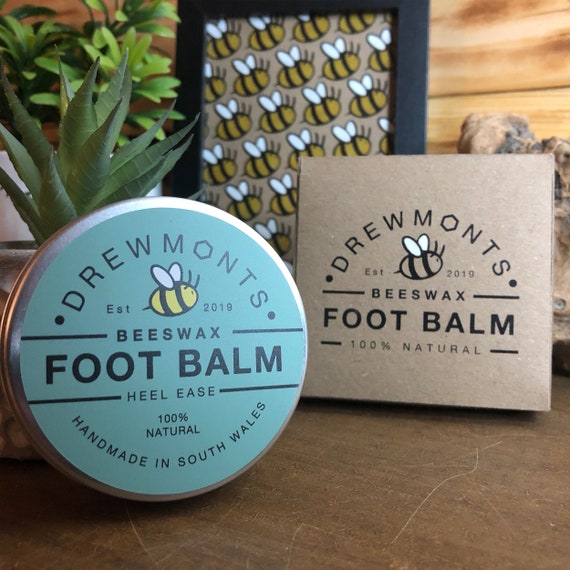 DREWMONTS
Est 2019
BEESWAX
FOOT BALM
HEEL EASE
100%
NATURAL
HANDMADE IN SOUTH WALES
DREWMONTS
Est 2019
BEESWAX
FOOT BALM
100% NATURAL